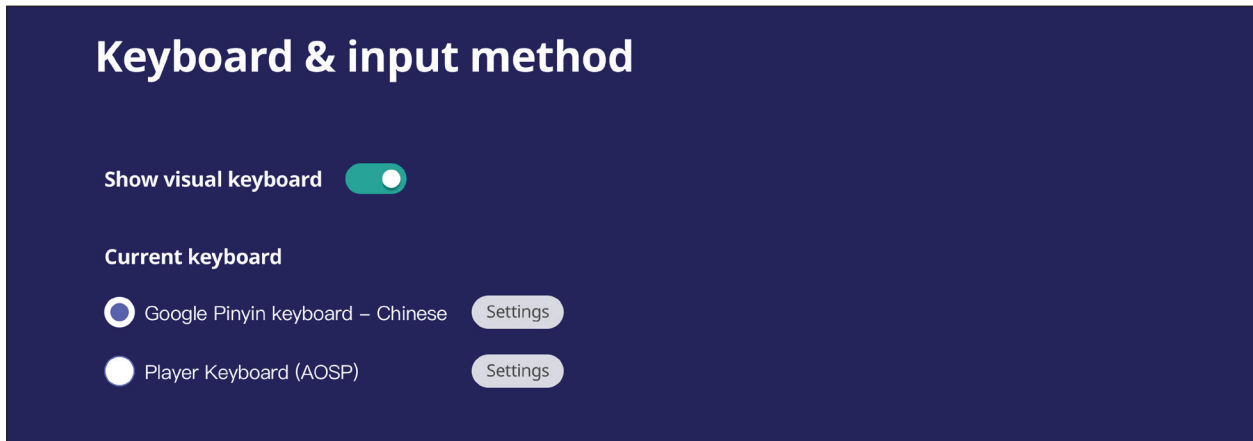 Keyboard & input method
Show visual keyboard
Current keyboard
Google Pinyin keyboard – Chinese Settings
Player Keyboard (AOSP) Settings